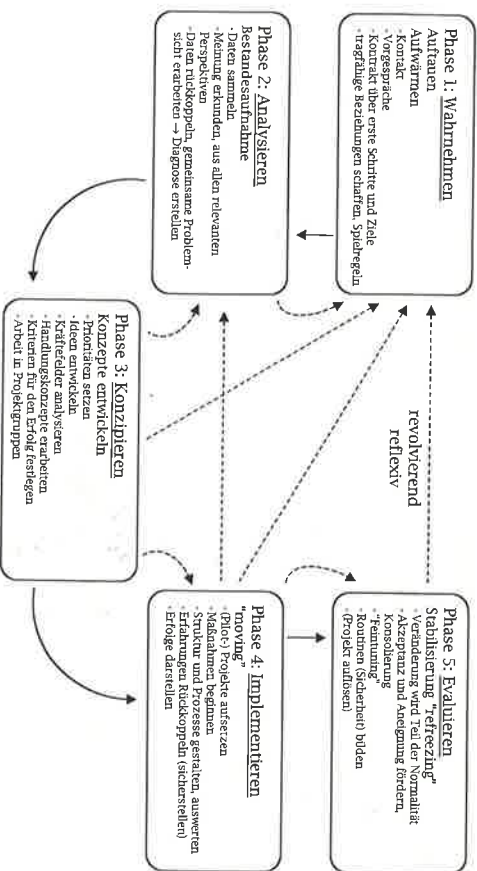 Phase 1: Wahrnehmen
Auftauen
Aufwärmen
• Kontakt
• Vorgespräche
• Kontrakt über erste Schritte und Ziele
• tragfähige Beziehungen schaffen, Spielregeln
Phase 2: Analysieren
Bestandesaufnahme
• Daten sammeln
• Meinung erkunden, aus allen relevanten
Perspektiven
• Daten rückkoppeln, gemeinsame Problem-
sicht erarbeiten → Diagnose erstellen
Phase 3: Konzipieren
Konzepte entwickeln
• Prioritäten setzen
• Ideen entwickeln
• Kräftefelder analysieren
• Handlungskonzepte erarbeiten
• Kriterien für den Erfolg festlegen
• Arbeit in Projektgruppen
Phase 4: Implementieren
"moving"
• (Pilot-) Projekte aufsetzen
• Maßnahmen beginnen
• Struktur und Prozesse gestalten, auswerten
• Erfahrungen Rückkoppeln (sicherstellen)
• Erfolge darstellen
Phase 5: Evaluieren
Stabilisierung "refreezing"
• Veränderung wird Teil der Normalität
• Akzeptanz und Aneignung fördern,
Konsolierung
• "Feintuning"
• Routinen (Sicherheit) bilden
• (Projekt auflösen)
revolvierend
reflexiv